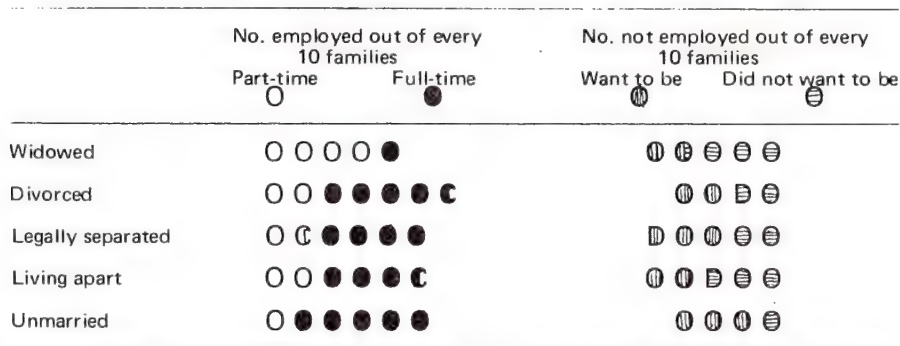 No. employed out of every No. not employed out of every
10 families 10 families
Part-time Full-time Want to be Did not want to be
Widowed
Divorced
Legally separated
Living apart
Unmarried